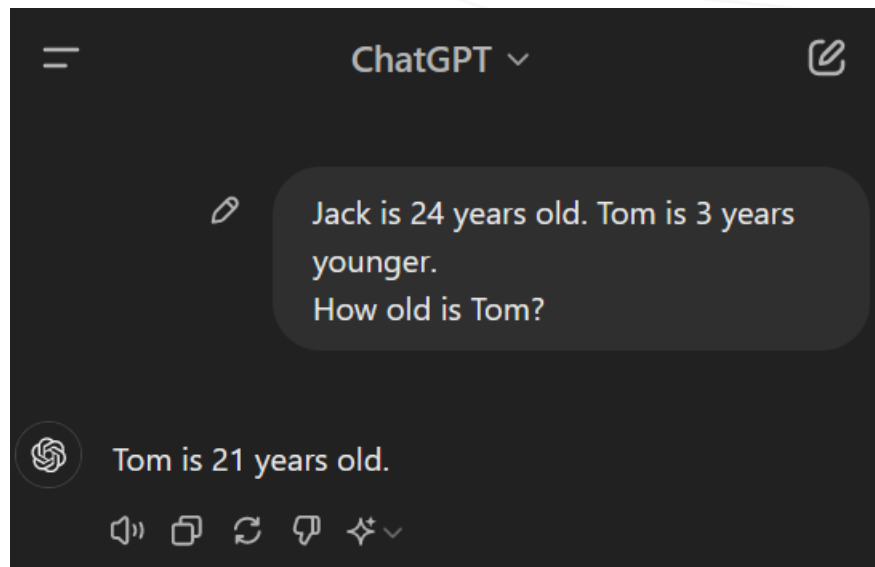 ChatGPT
Jack is 24 years old. Tom is 3 years
younger.
How old is Tom?
Tom is 21 years old.